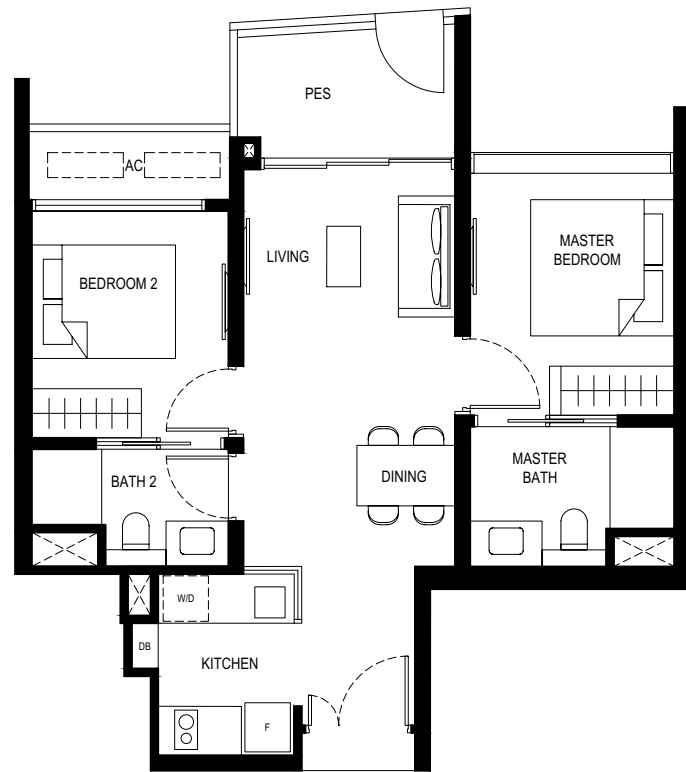 PES
AC
LIVING
MASTER
BEDROOM
BEDROOM 2
MASTER
BATH
DINING
BATH 2
W/D
DB
KITCHEN
F